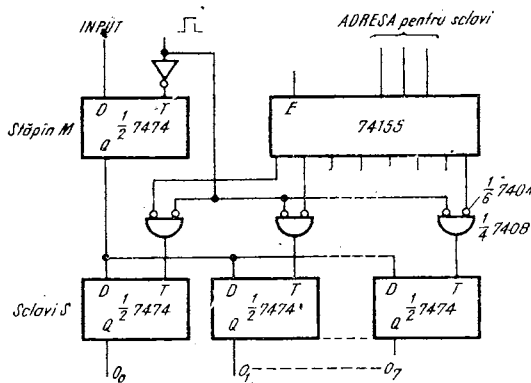 INPUT
ADRESA pentru sclavi
D T
1/2 7474
Q
Stăpîn M
E
74155
1/6 7404
1/4 7408
D T
1/2 7474
Q
D T
1/2 7474
Q
D T
1/2 7474
Q
Sclavi S
O₀
O₁
O₇